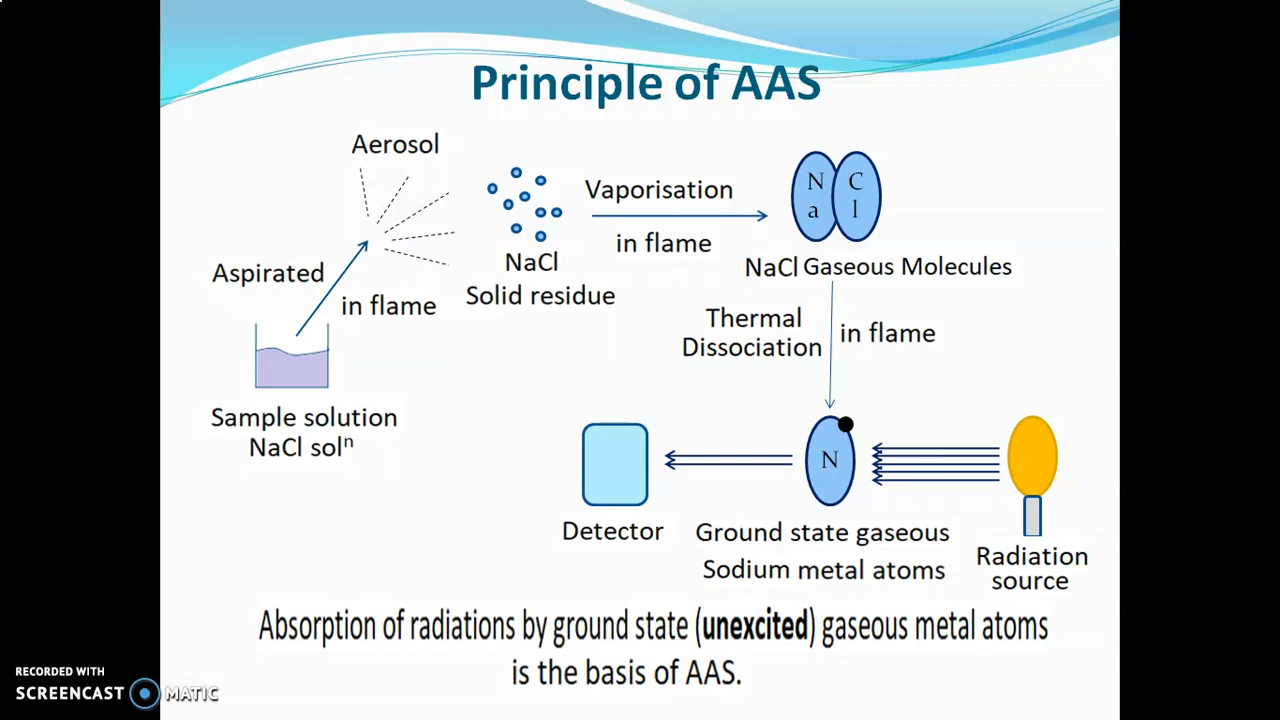 Principle of AAS
Aerosol
Aspirated
in flame
Sample solution
NaCl solⁿ
NaCl
Solid residue
Vaporisation
in flame
N C
a l
NaCl Gaseous Molecules
Thermal
Dissociation
in flame
N
Ground state gaseous
Sodium metal atoms
Detector
Radiation
source
Absorption of radiations by ground state (unexcited) gaseous metal atoms
is the basis of AAS.
RECORDED WITH
SCREENCAST MATIC